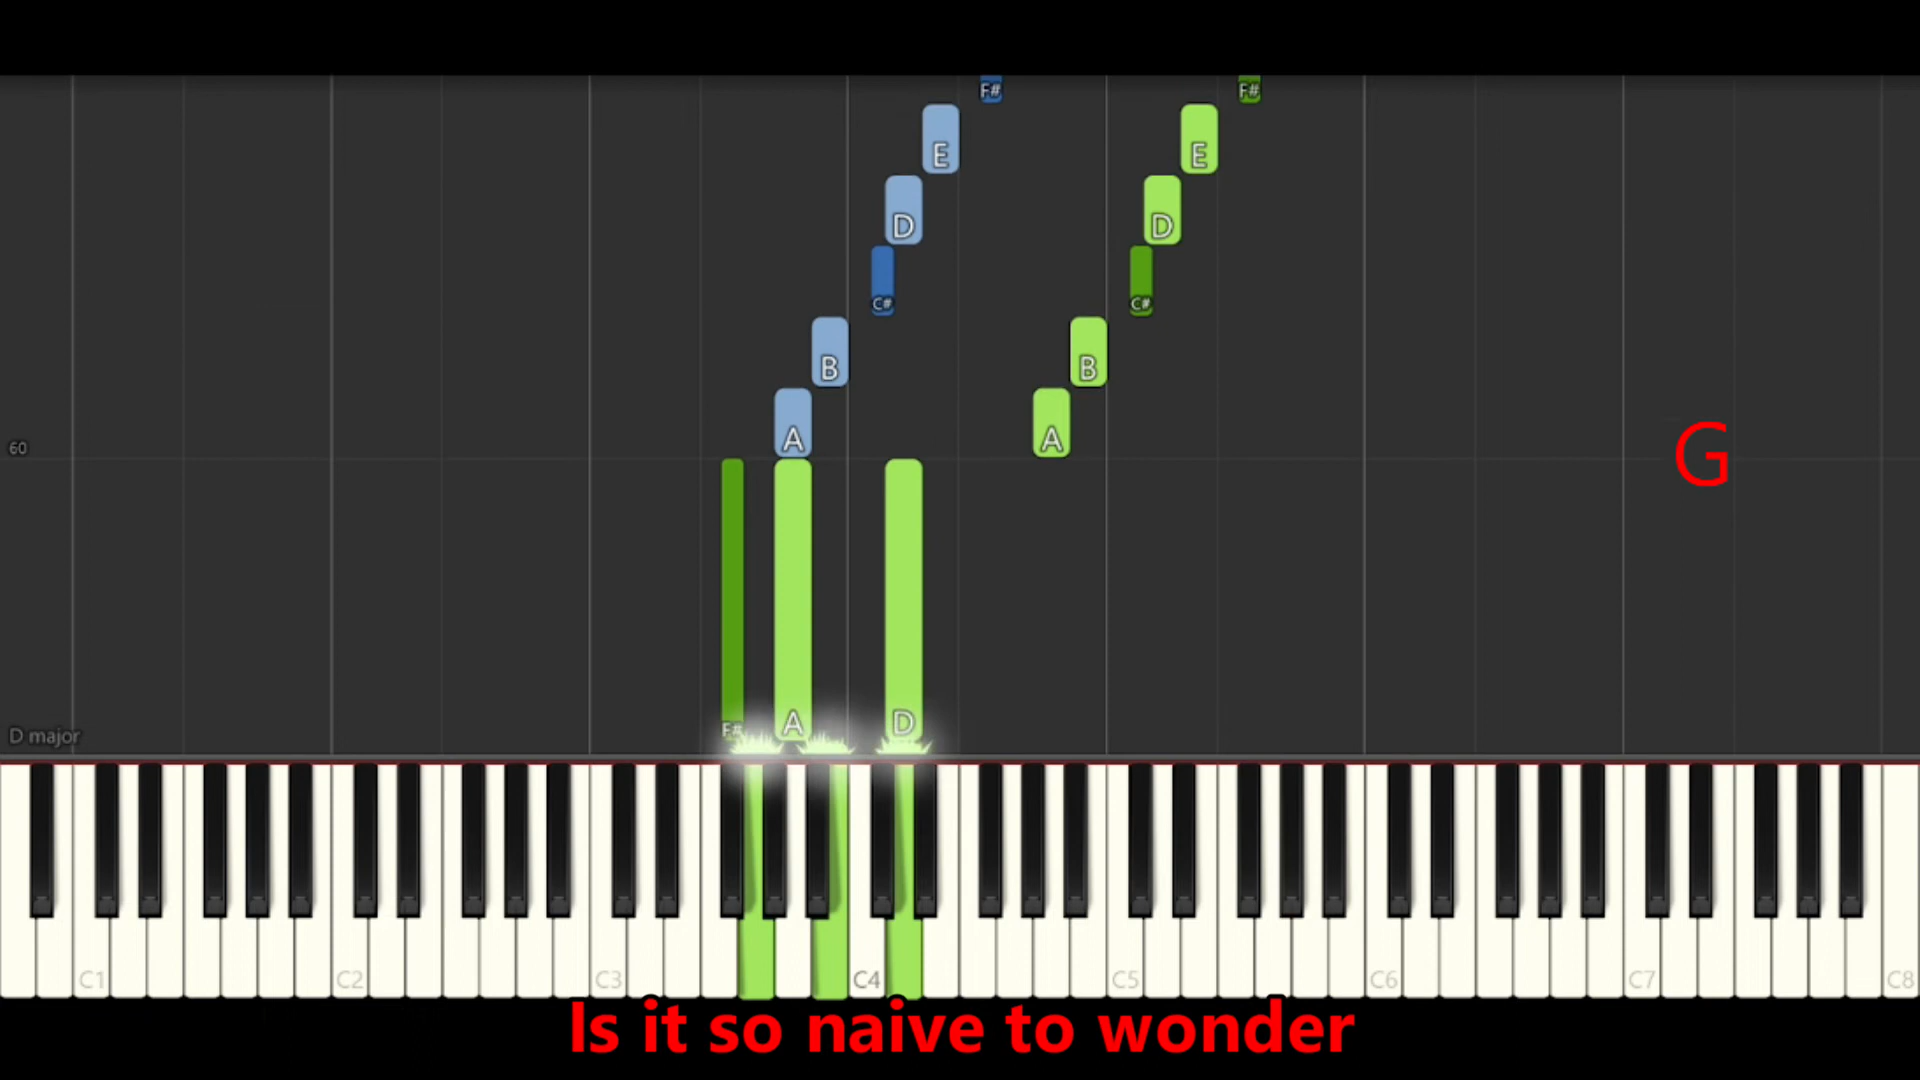 F# F#
E E
D D
C# C#
B B
A A
60
G
F# A D
D major
C1 C2 C3 C4 C5 C6 C7 C8
Is it so naive to wonder